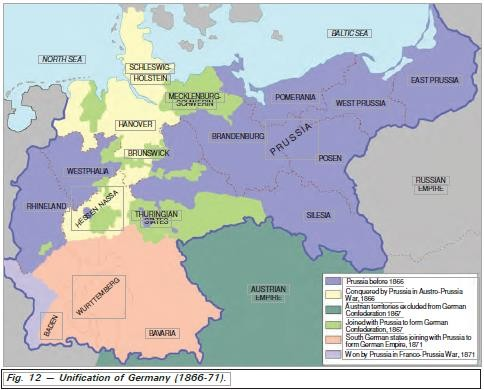 NORTH SEA
BALTIC SEA
SCHLESWIG-
HOLSTEIN
MECKLENBURG-
SCHWERIN
POMERANIA
EAST PRUSSIA
WEST PRUSSIA
HANOVER
BRANDENBURG
PRUSSIA
POSEN
BRUNSWICK
WESTPHALIA
RUSSIAN
EMPIRE
RHINELAND
HESSEN NASSA
THURINGIAN
STATES
SILESIA
AUSTRIAN
EMPIRE
WURTTEMBERG
BADEN
BAVARIA
Prussia before 1866
Conquered by Prussia in Austro-Prussia
War, 1866
Austrian territories excluded from German
Confederation 1867
Joined with Prussia to form German
Confederation, 1867
South German states joining with Prussia to
form German Empire, 1871
Won by Prussia in Franco-Prussia War, 1871
Fig. 12 — Unification of Germany (1866-71).